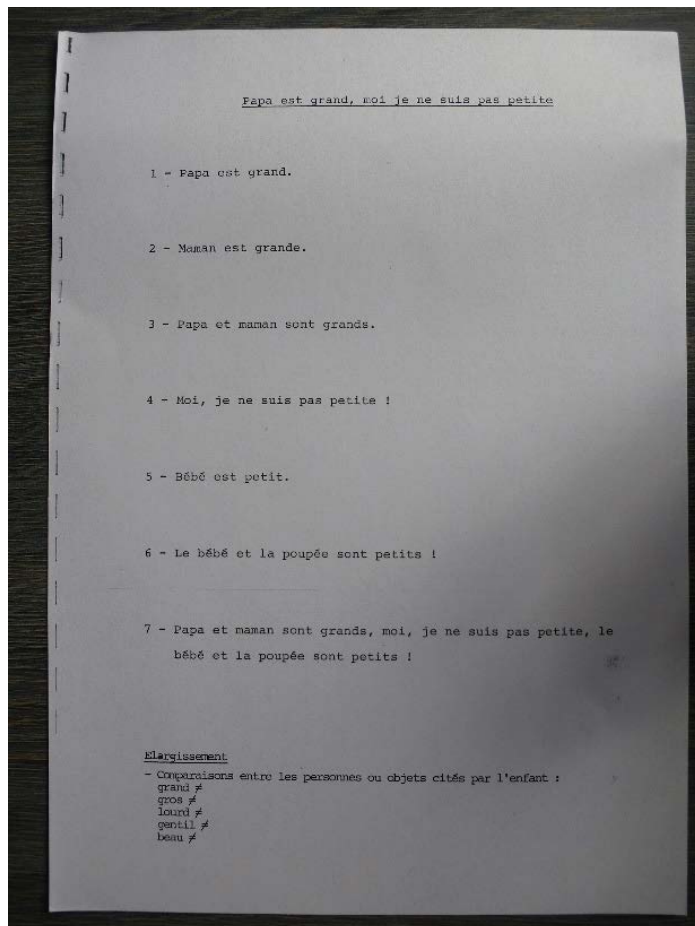 Papa est grand, moi je ne suis pas petite
1 - Papa est grand.
2 - Maman est grande.
3 - Papa et maman sont grands.
4 - Moi, je ne suis pas petite !
5 - Bébé est petit.
6 - Le bébé et la poupée sont petits !
7 - Papa et maman sont grands, moi, je ne suis pas petite, le
bébé et la poupée sont petits !
Elargissement
- Comparaisons entre les personnes ou objets cités par l'enfant :
grand ≠
gros ≠
lourd ≠
gentil ≠
beau ≠